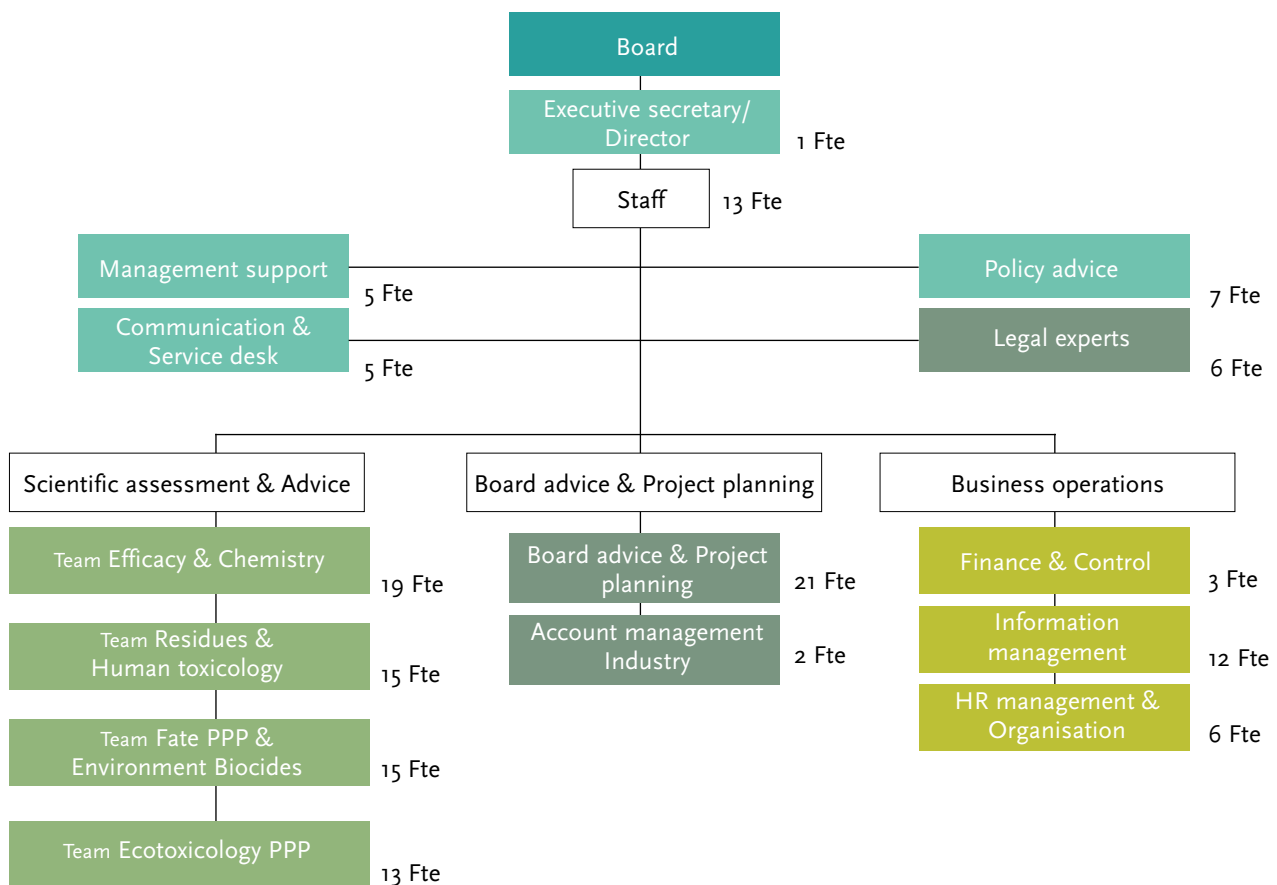 Board
Executive secretary/
Director
1 Fte
Staff
13 Fte
Management support
5 Fte
Policy advice
7 Fte
Communication &
Service desk
5 Fte
Legal experts
6 Fte
Scientific assessment & Advice
Board advice & Project planning
Business operations
Team Efficacy & Chemistry
19 Fte
Team Residues &
Human toxicology
15 Fte
Team Fate PPP &
Environment Biocides
15 Fte
Team Ecotoxicology PPP
13 Fte
Board advice & Project
planning
21 Fte
Account management
Industry
2 Fte
Finance & Control
3 Fte
Information
management
12 Fte
HR management &
Organisation
6 Fte